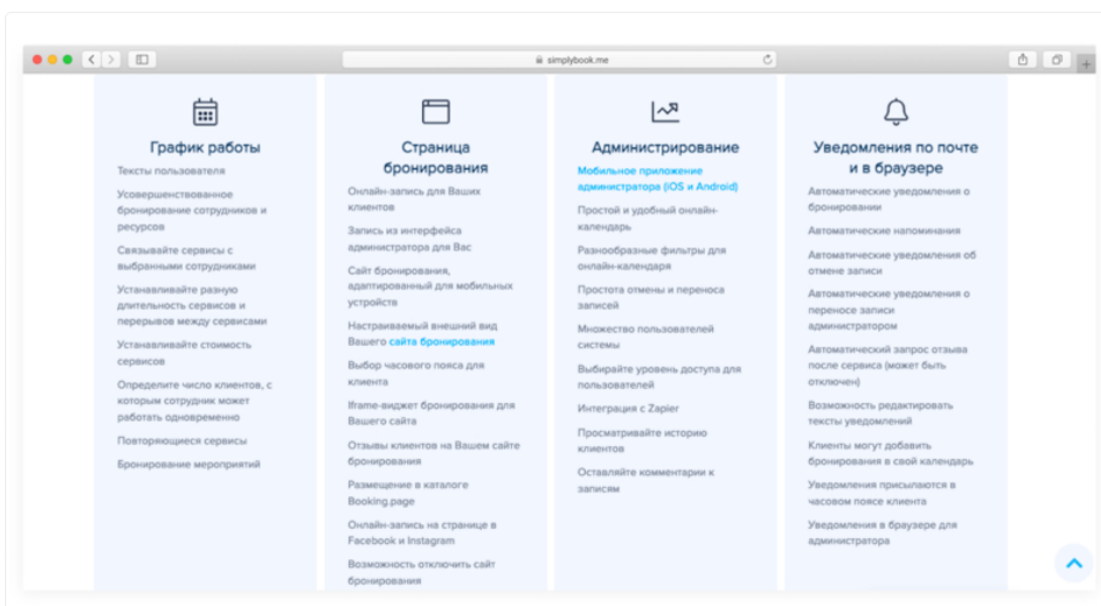 simplybook.me
График работы
Тексты пользователя
Усовершенствованное
бронирование сотрудников и
ресурсов
Связывайте сервисы с
выбранными сотрудниками
Устанавливайте разную
длительность сервисов и
перерывов между сервисами
Устанавливайте стоимость
сервисов
Определите число клиентов, с
которым сотрудник может
работать одновременно
Повторяющиеся сервисы
Бронирование мероприятий
Страница
бронирования
Онлайн-запись для Ваших
клиентов
Запись из интерфейса
администратора для Вас
Сайт бронирования,
адаптированный для мобильных
устройств
Настраиваемый внешний вид
Вашего сайта бронирования
Выбор часового пояса для
клиента
Iframe-виджет бронирования для
Вашего сайта
Отзывы клиентов на Вашем сайте
бронирования
Размещение в каталоге
Booking.page
Онлайн-запись на странице в
Facebook и Instagram
Возможность отключить сайт
бронирования
Администрирование
Мобильное приложение
администратора (iOS и Android)
Простой и удобный онлайн-
календарь
Разнообразные фильтры для
онлайн-календаря
Простота отмены и переноса
записей
Множество пользователей
системы
Выбирайте уровень доступа для
пользователей
Интеграция с Zapier
Просматривайте историю
клиентов
Оставляйте комментарии к
записям
Уведомления по почте
и в браузере
Автоматические уведомления о
бронировании
Автоматические напоминания
Автоматические уведомления об
отмене записи
Автоматические уведомления о
переносе записи
администратором
Автоматический запрос отзыва
после сервиса (может быть
отключен)
Возможность редактировать
тексты уведомлений
Клиенты могут добавить
бронирования в свой календарь
Уведомления присылаются в
часовом поясе клиента
Уведомления в браузере для
администратора